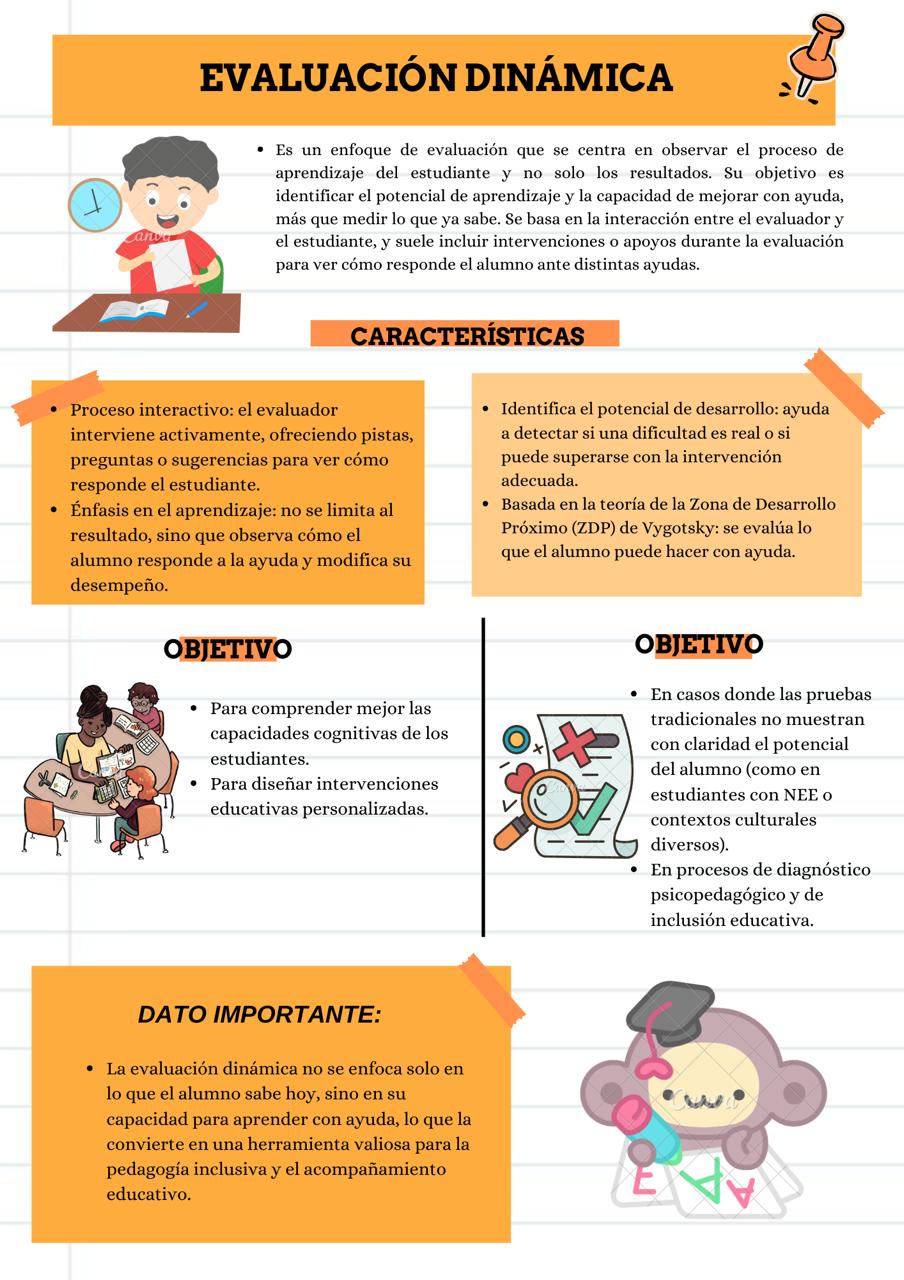 EVALUACIÓN DINÁMICA
• Es un enfoque de evaluación que se centra en observar el proceso de
aprendizaje del estudiante y no solo los resultados. Su objetivo es
identificar el potencial de aprendizaje y la capacidad de mejorar con ayuda,
más que medir lo que ya sabe. Se basa en la interacción entre el evaluador y
el estudiante, y suele incluir intervenciones o apoyos durante la evaluación
para ver cómo responde el alumno ante distintas ayudas.
Canva
CARACTERÍSTICAS
• Proceso interactivo: el evaluador
interviene activamente, ofreciendo pistas,
preguntas o sugerencias para ver cómo
responde el estudiante.
• Énfasis en el aprendizaje: no se limita al
resultado, sino que observa cómo el
alumno responde a la ayuda y modifica su
desempeño.
• Identifica el potencial de desarrollo: ayuda
a detectar si una dificultad es real o si
puede superarse con la intervención
adecuada.
• Basada en la teoría de la Zona de Desarrollo
Próximo (ZDP) de Vygotsky: se evalúa lo
que el alumno puede hacer con ayuda.
OBJETIVO
• Para comprender mejor las
capacidades cognitivas de los
estudiantes.
• Para diseñar intervenciones
educativas personalizadas.
OBJETIVO
• En casos donde las pruebas
tradicionales no muestran
con claridad el potencial
del alumno (como en
estudiantes con NEE o
contextos culturales
diversos).
• En procesos de diagnóstico
psicopedagógico y de
inclusión educativa.
DATO IMPORTANTE:
• La evaluación dinámica no se enfoca solo en
lo que el alumno sabe hoy, sino en su
capacidad para aprender con ayuda, lo que la
convierte en una herramienta valiosa para la
pedagogía inclusiva y el acompañamiento
educativo.
Canva
E A A